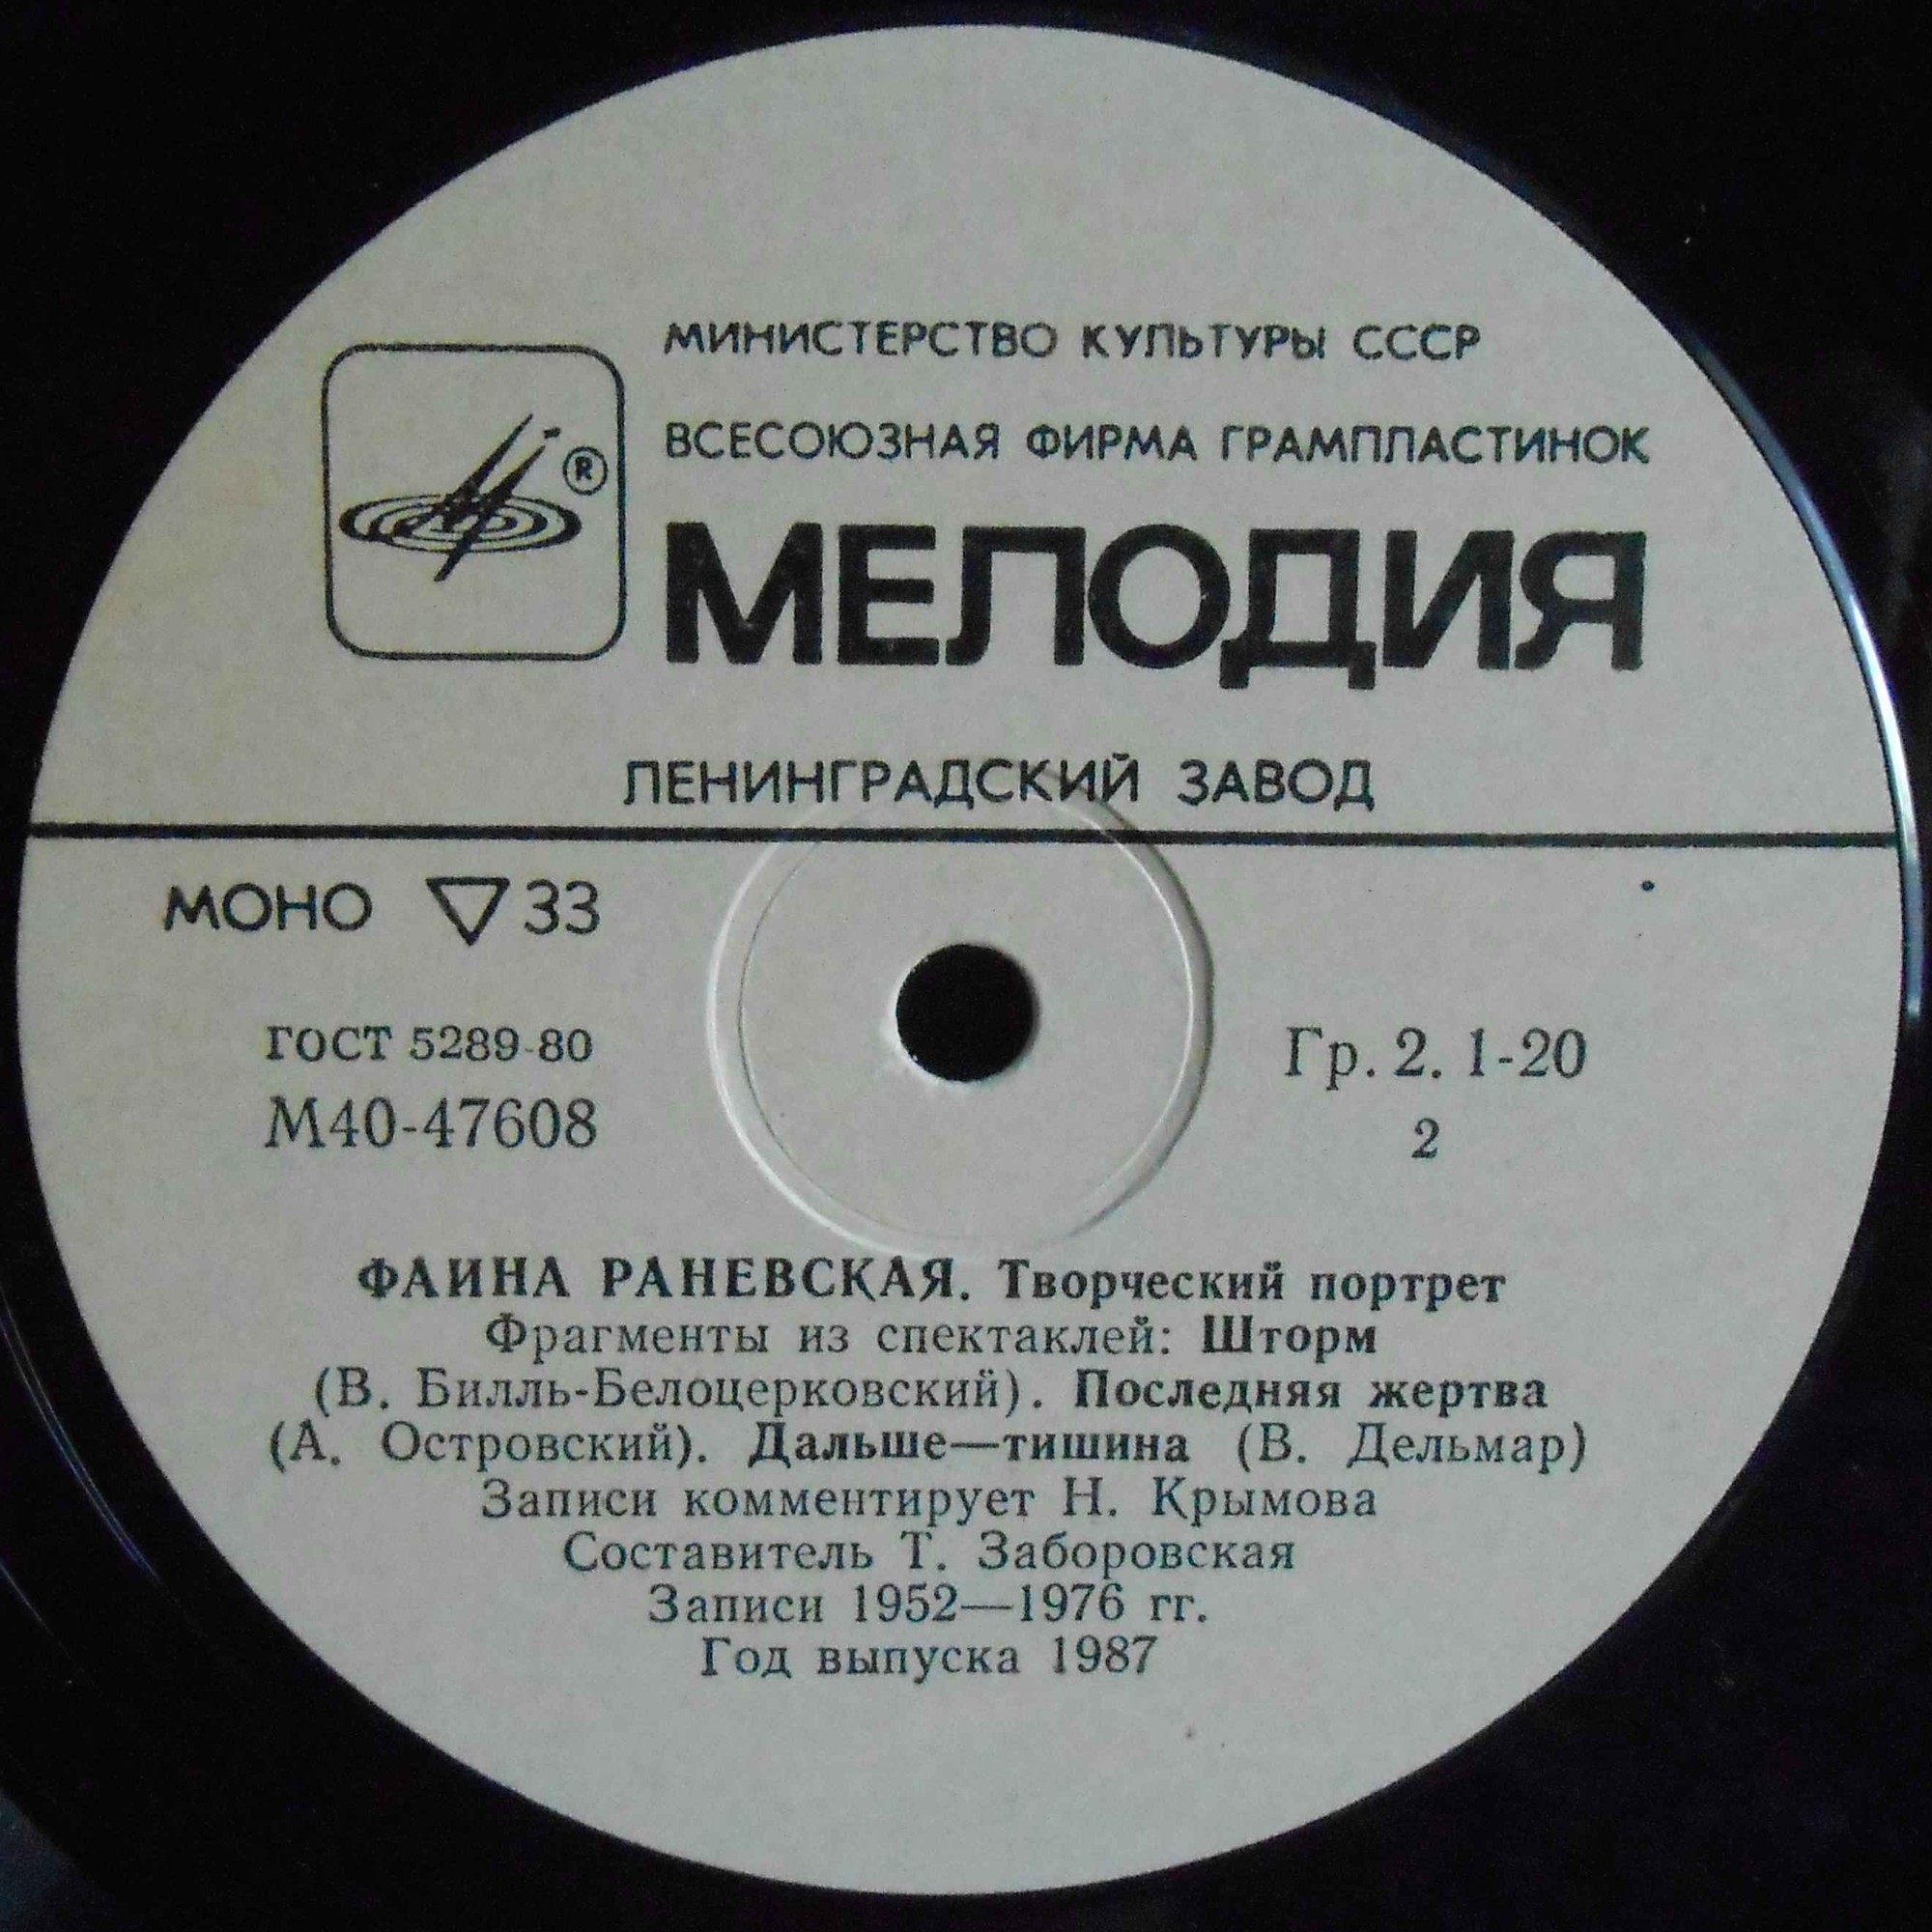 МИНИСТЕРСТВО КУЛЬТУРЫ СССР
ВСЕСОЮЗНАЯ ФИРМА ГРАМПЛАСТИНОК
®
МЕЛОДИЯ
ЛЕНИНГРАДСКИЙ ЗАВОД
МОНО ▽33
ГОСТ 5289-80
М40-47608
Гр. 2. 1-20
2
ФАИНА РАНЕВСКАЯ. Творческий портрет
Фрагменты из спектаклей: Шторм
(В. Билль-Белоцерковский). Последняя жертва
(А. Островский). Дальше—тишина (В. Дельмар)
Записи комментирует Н. Крымова
Составитель Т. Заборовская
Записи 1952—1976 гг.
Год выпуска 1987